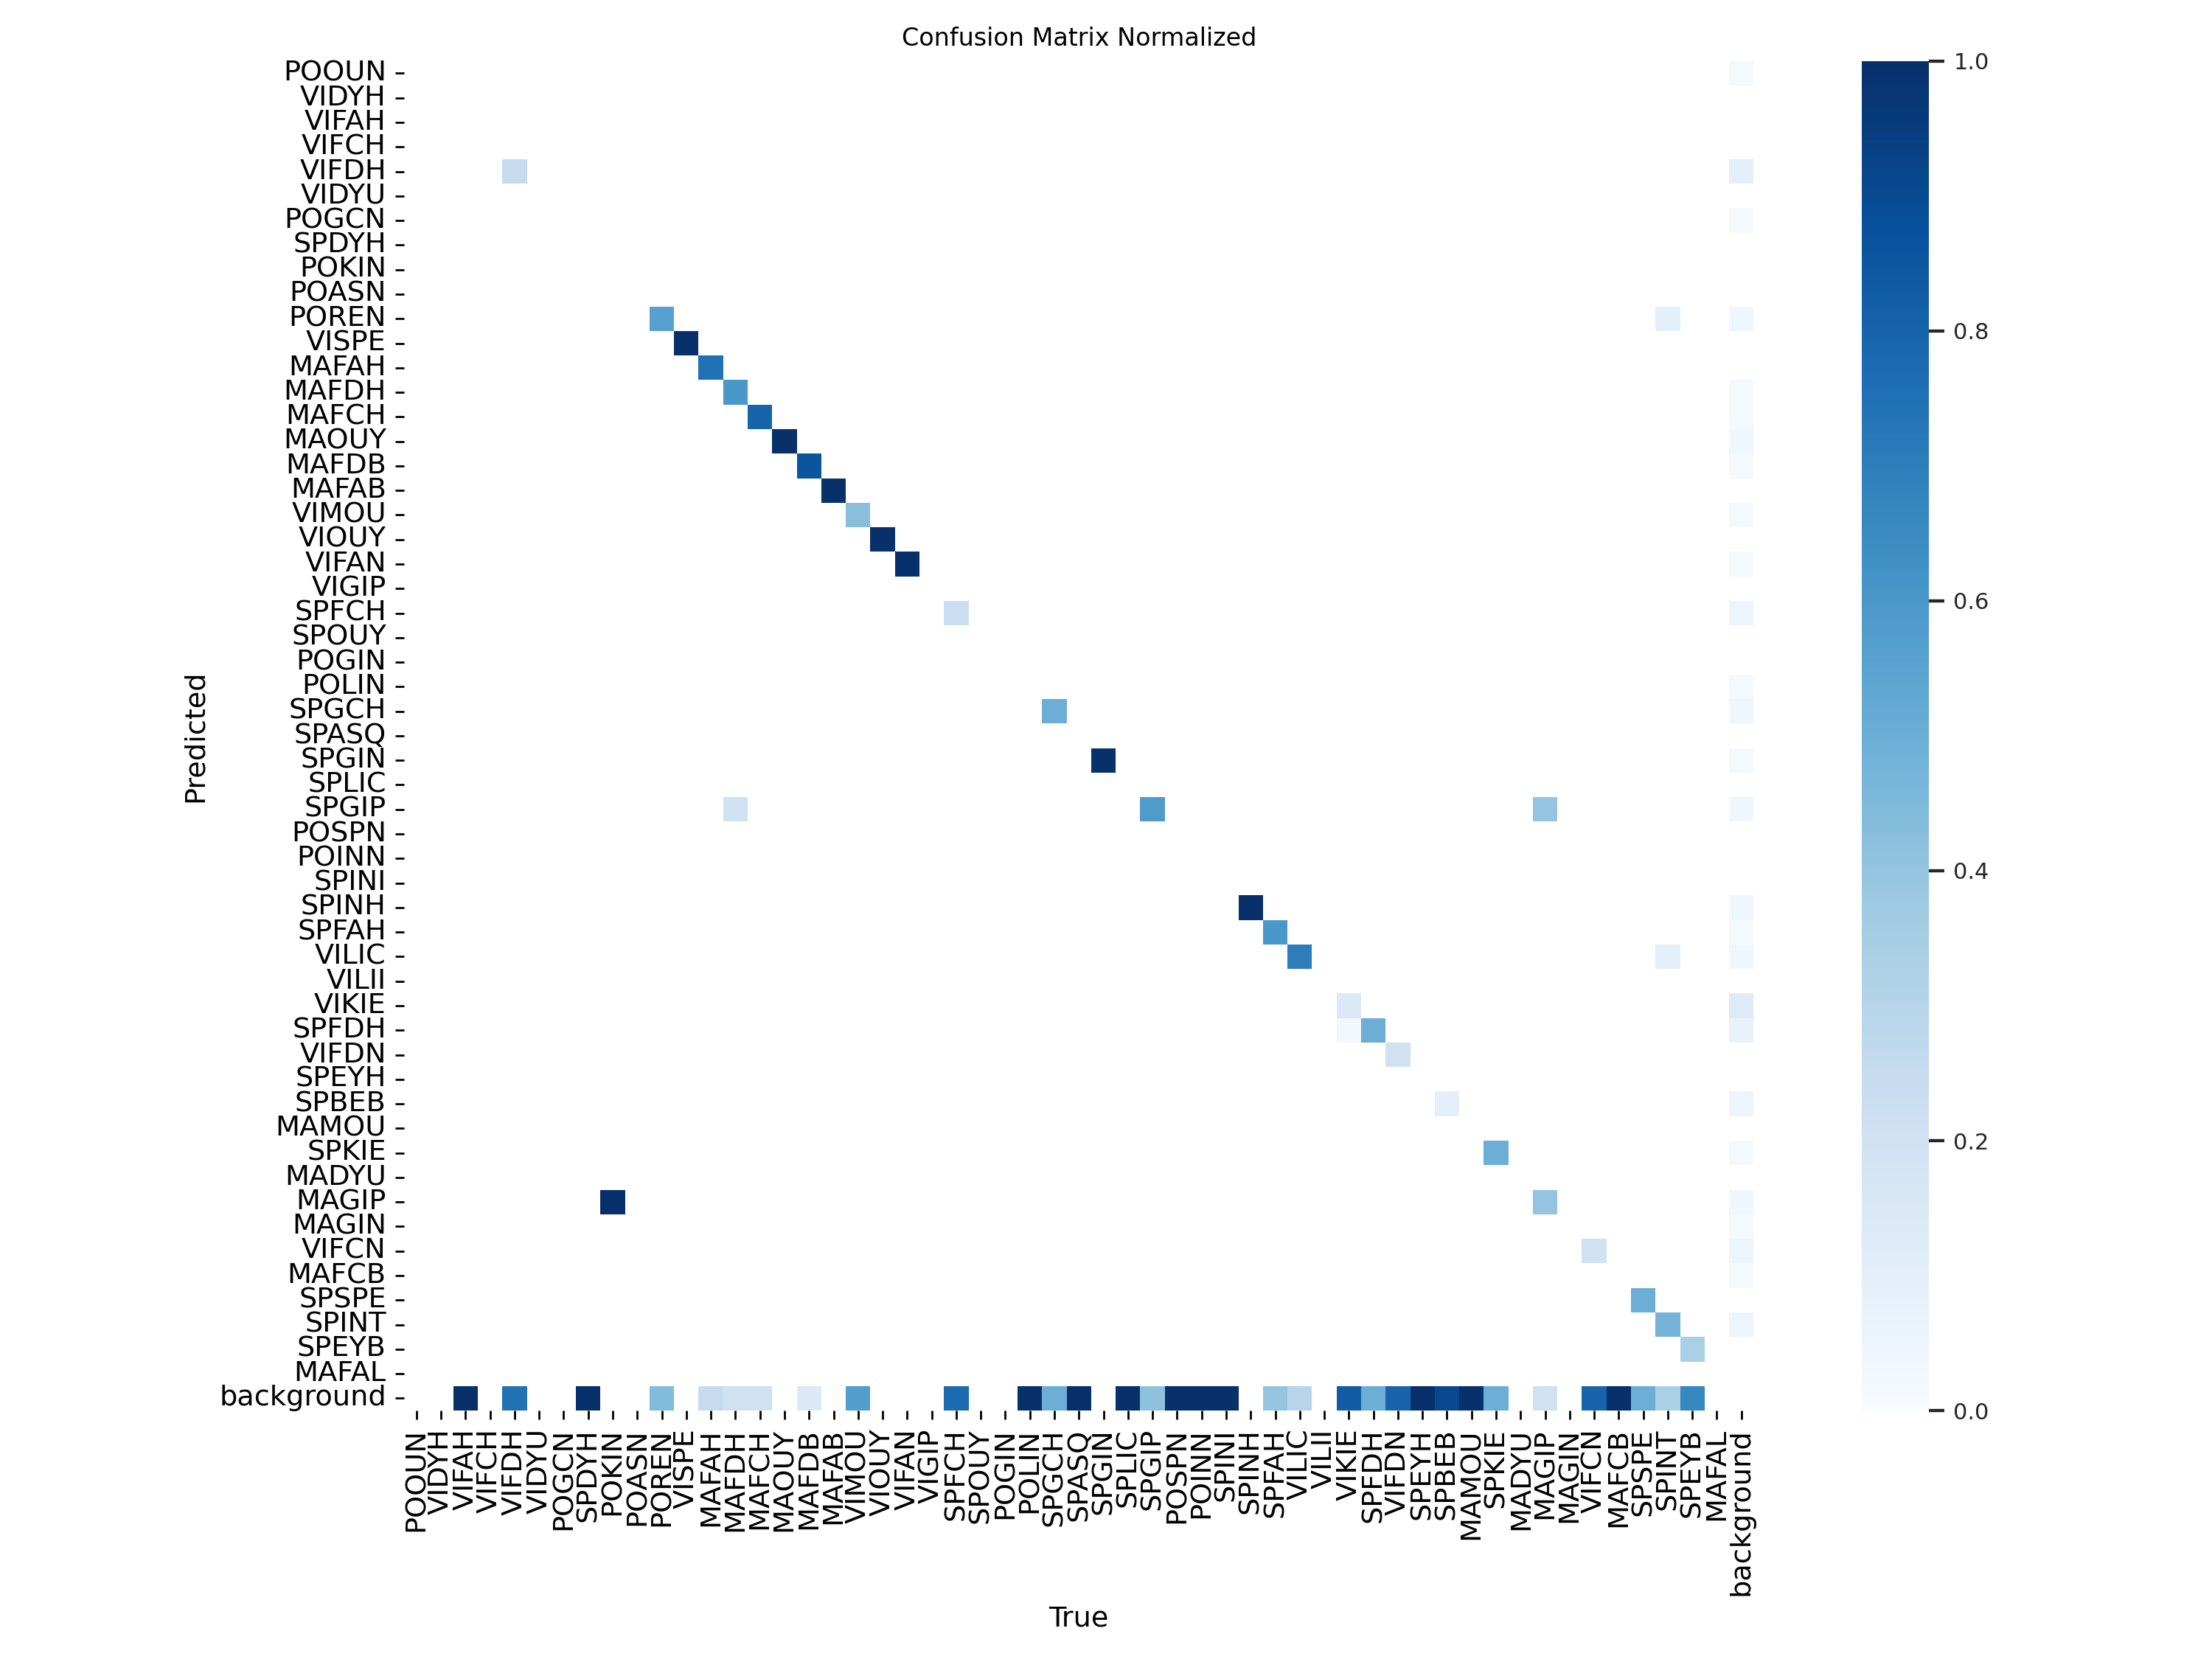 Confusion Matrix Normalized
POOUN
VIDYH
VIFAH
VIFCH
VIFDH
VIDYU
POGCN
SPDYH
POKIN
POASN
POREN
VISPE
MAFAH
MAFDH
MAFCH
MAOUY
MAFDB
MAFAB
VIMOU
VIOUY
VIFAN
VIGIP
SPFCH
SPOUY
POGIN
POLIN
SPGCH
SPASQ
SPGIN
SPLIC
SPGIP
POSPN
POINN
SPINI
SPINH
SPFAH
VILIC
VILII
VIKIE
SPFDH
VIFDN
SPEYH
SPBEB
MAMOU
SPKIE
MADYU
MAGIP
MAGIN
VIFCN
MAFCB
SPSPE
SPINT
SPEYB
MAFAL
background
Predicted
POOUN
VIDYH
VIFAH
VIFCH
VIFDH
VIDYU
POGCN
SPDYH
POKIN
POASN
POREN
VISPE
MAFAH
MAFDH
MAFCH
MAOUY
MAFDB
MAFAB
VIMOU
VIOUY
VIFAN
VIGIP
SPFCH
SPOUY
POGIN
POLIN
SPGCH
SPASQ
SPGIN
SPLIC
SPGIP
POSPN
POINN
SPINI
SPINH
SPFAH
VILIC
VILII
VIKIE
SPFDH
VIFDN
SPEYH
SPBEB
MAMOU
SPKIE
MADYU
MAGIP
MAGIN
VIFCN
MAFCB
SPSPE
SPINT
SPEYB
MAFAL
background
True
1.0
0.8
0.6
0.4
0.2
0.0